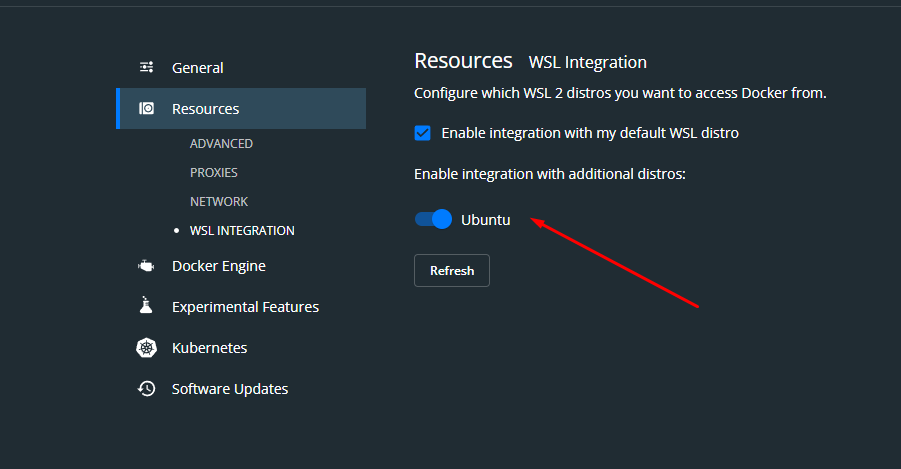 General
Resources
ADVANCED
PROXIES
NETWORK
WSL INTEGRATION
Docker Engine
Experimental Features
Kubernetes
Software Updates
Resources WSL Integration
Configure which WSL 2 distros you want to access Docker from.
Enable integration with my default WSL distro
Enable integration with additional distros:
Ubuntu
Refresh